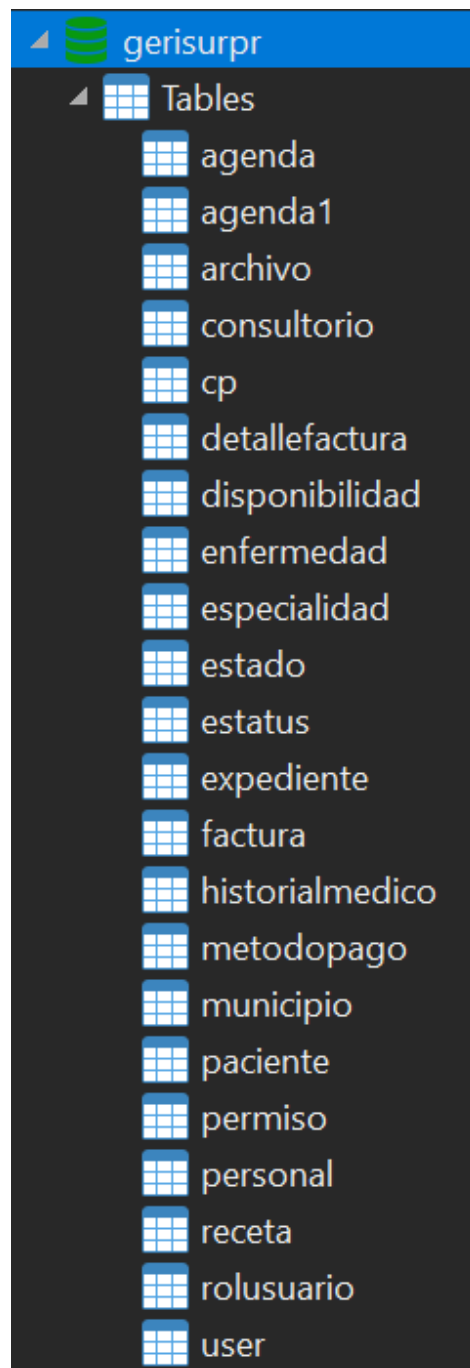 gerisurpr
Tables
agenda
agenda1
archivo
consultorio
cp
detallefactura
disponibilidad
enfermedad
especialidad
estado
estatus
expediente
factura
historialmedico
metodopago
municipio
paciente
permiso
personal
receta
rolusuario
user